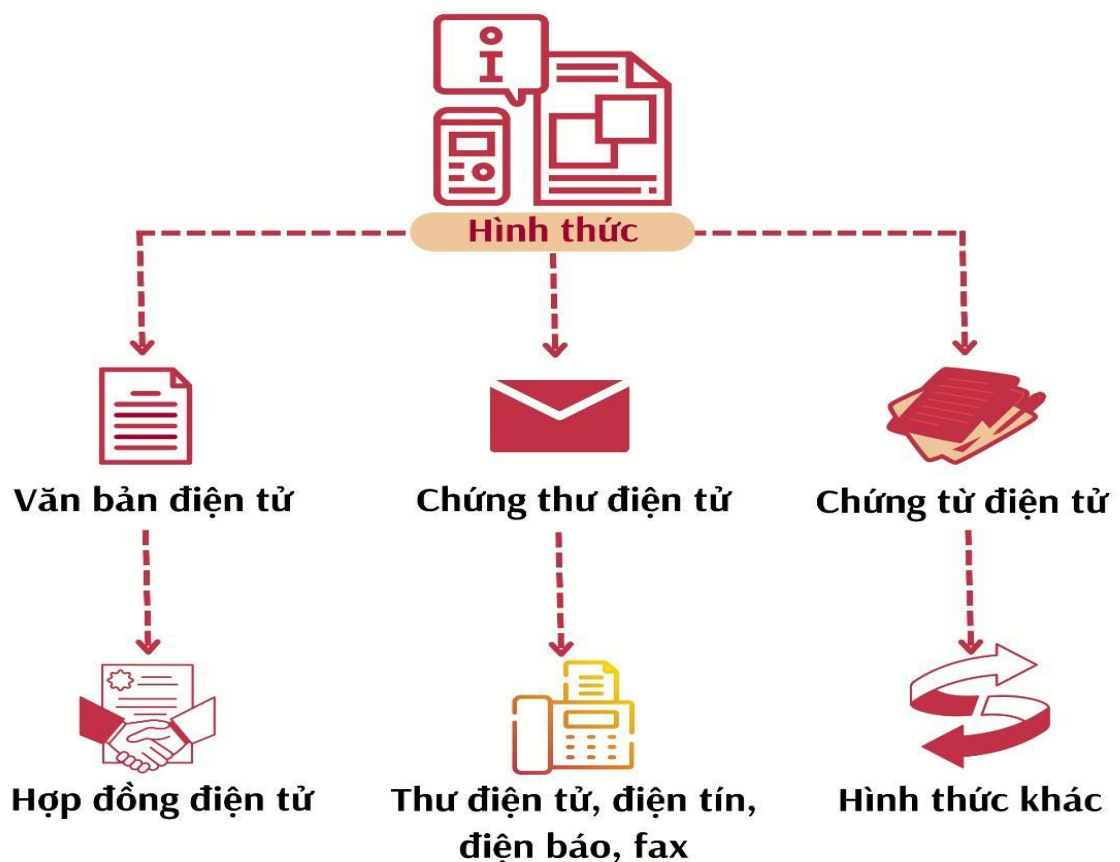 Hình thức
Văn bản điện tử
Chứng thư điện tử
Chứng từ điện tử
Hợp đồng điện tử
Thư điện tử, điện tín,
điện báo, fax
Hình thức khác